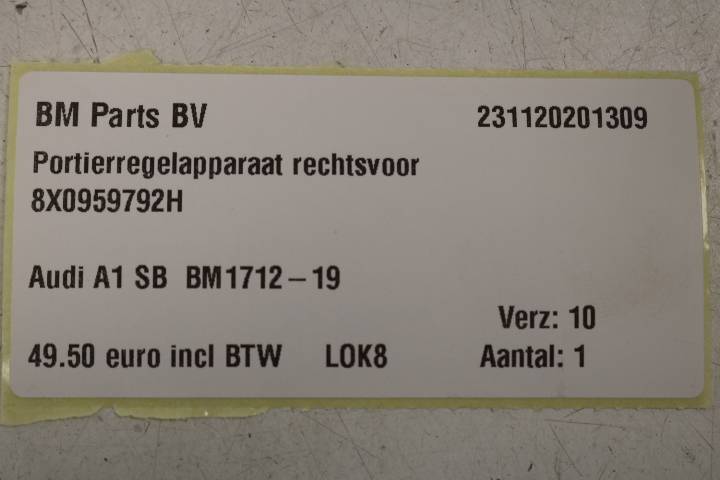 BM Parts BV 231120201309
Portierregelapparaat rechtsvoor
8X0959792H
Audi A1 SB BM1712-19
Verz: 10
49.50 euro incl BTW LOK8 Aantal: 1